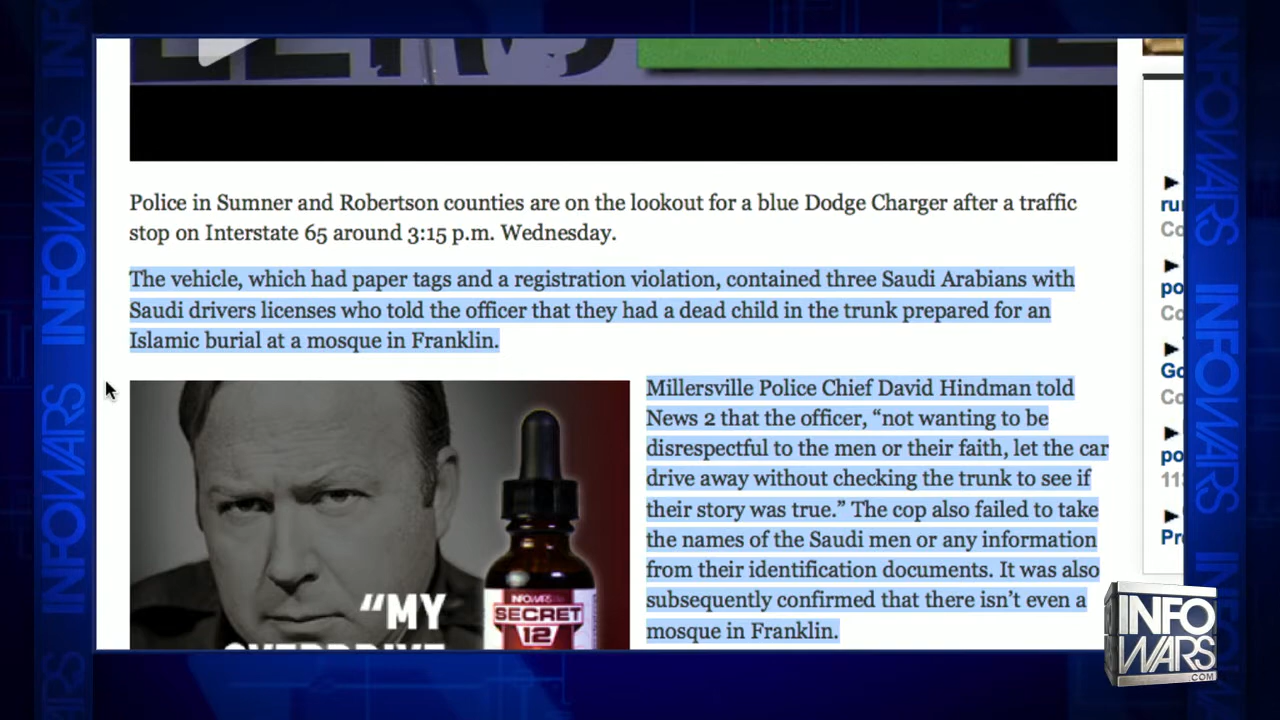 Police in Sumner and Robertson counties are on the lookout for a blue Dodge Charger after a traffic
stop on Interstate 65 around 3:15 p.m. Wednesday.
The vehicle, which had paper tags and a registration violation, contained three Saudi Arabians with
Saudi drivers licenses who told the officer that they had a dead child in the trunk prepared for an
Islamic burial at a mosque in Franklin.
Millersville Police Chief David Hindman told
News 2 that the officer, “not wanting to be
disrespectful to the men or their faith, let the car
drive away without checking the trunk to see if
their story was true.” The cop also failed to take
the names of the Saudi men or any information
from their identification documents. It was also
subsequently confirmed that there isn’t even a
mosque in Franklin.
“MY
OVERDRIVE
INFOWARS
SECRET
12
INFOWARS
INFOWARS
INFOWARS
INFOWARS
INFO
WARS
.COM